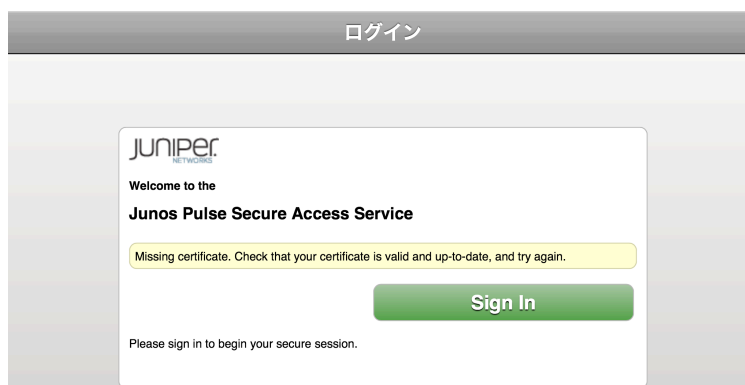 ログイン
JUNIPER
NETWORKS
Welcome to the
Junos Pulse Secure Access Service
Missing certificate. Check that your certificate is valid and up-to-date, and try again.
Sign In
Please sign in to begin your secure session.